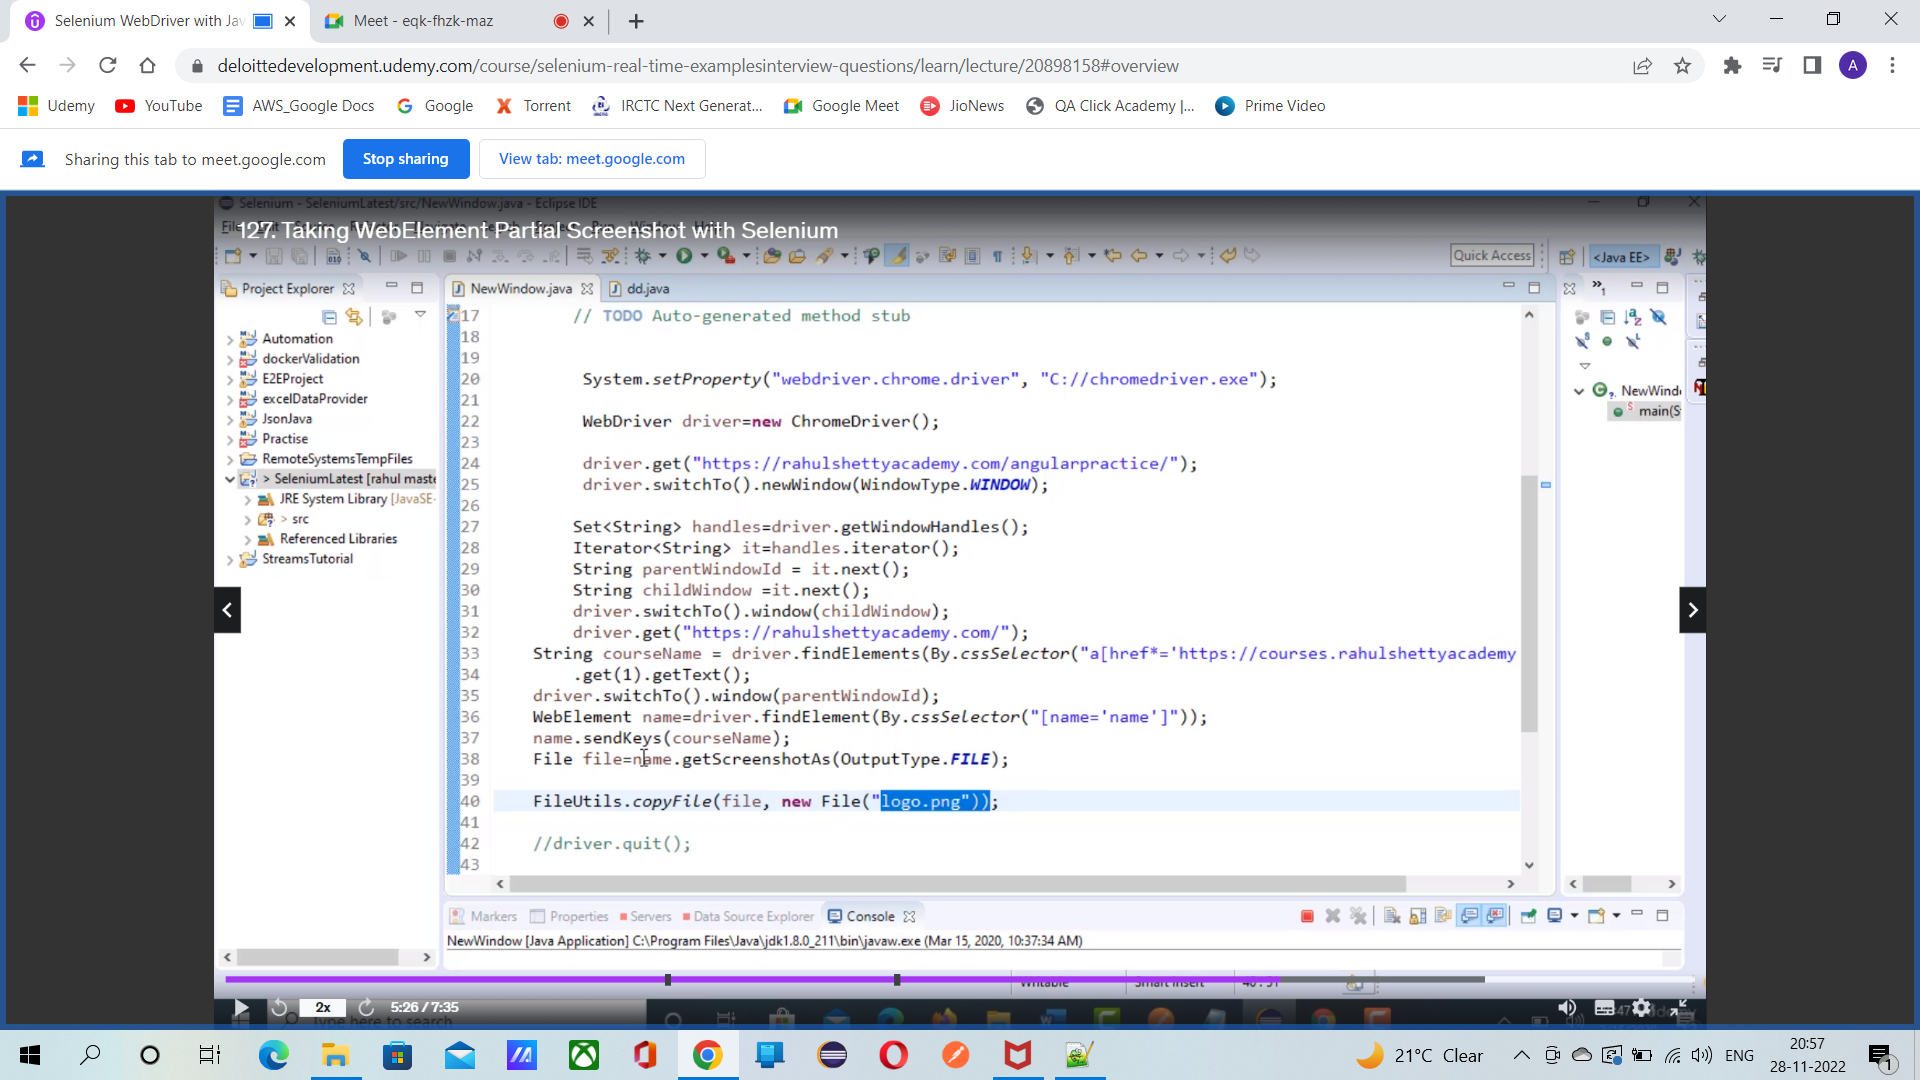 Selenium WebDriver with Jav
Meet - eqk-fhzk-maz
deloittedevelopment.udemy.com/course/selenium-real-time-examplesinterview-questions/learn/lecture/20898158#overview
A
Udemy
YouTube
AWS_Google Docs
Google
Torrent
IRCTC Next Generat...
Google Meet
JioNews
QA Click Academy |...
Prime Video
Sharing this tab to meet.google.com
Stop sharing
View tab: meet.google.com
Selenium - SeleniumLatest/src/NewWindow.java - Eclipse IDE
127. Taking WebElement Partial Screenshot with Selenium
Quick Access
<Java EE>
Project Explorer
NewWindow.java
dd.java
Automation
dockerValidation
E2EProject
excelDataProvider
JsonJava
Practise
RemoteSystemsTempFiles
> SeleniumLatest [rahul maste
JRE System Library [JavaSE-
> src
Referenced Libraries
StreamsTutorial
17 // TODO Auto-generated method stub
18
19
20 System.setProperty("webdriver.chrome.driver", "C://chromedriver.exe");
21
22 WebDriver driver=new ChromeDriver();
23
24 driver.get("https://rahulshettyacademy.com/angularpractice/");
25 driver.switchTo().newWindow(WindowType.WINDOW);
26
27 Set<String> handles=driver.getWindowHandles();
28 Iterator<String> it=handles.iterator();
29 String parentWindowId = it.next();
30 String childWindow =it.next();
31 driver.switchTo().window(childWindow);
32 driver.get("https://rahulshettyacademy.com/");
33 String courseName = driver.findElements(By.cssSelector("a[href*='https://courses.rahulshettyacademy
34 .get(1).getText();
35 driver.switchTo().window(parentWindowId);
36 WebElement name=driver.findElement(By.cssSelector("[name='name']"));
37 name.sendKeys(courseName);
38 File file=name.getScreenshotAs(OutputType.FILE);
39
40 FileUtils.copyFile(file, new File("logo.png"));
41
42 //driver.quit();
43
NewWind
main(S
Markers
Properties
Servers
Data Source Explorer
Console
NewWindow [Java Application] C:\Program Files\Java\jdk1.8.0_211\bin\javaw.exe (Mar 15, 2020, 10:37:34 AM)
Writable
Smart Insert
2x
5:26 / 7:35
Type here to search
21°C Clear
ENG
20:57
28-11-2022
1